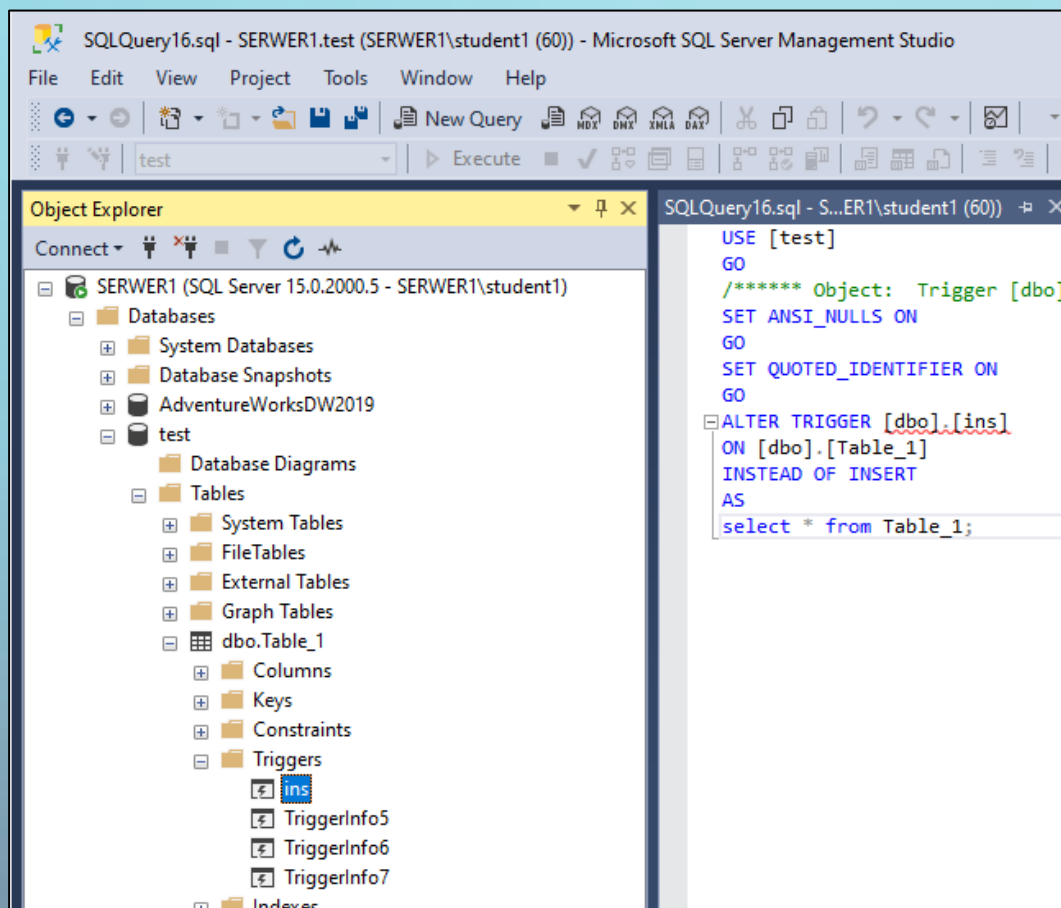 SQLQuery16.sql - SERWER1.test (SERWER1\student1 (60)) - Microsoft SQL Server Management Studio
File Edit View Project Tools Window Help
New Query MDX DMX XMLA DAX
test Execute
Object Explorer
Connect
SERWER1 (SQL Server 15.0.2000.5 - SERWER1\student1)
Databases
System Databases
Database Snapshots
AdventureWorksDW2019
test
Database Diagrams
Tables
System Tables
FileTables
External Tables
Graph Tables
dbo.Table_1
Columns
Keys
Constraints
Triggers
ins
TriggerInfo5
TriggerInfo6
TriggerInfo7
Indexes
SQLQuery16.sql - S...ER1\student1 (60))
USE [test]
GO
/****** Object:  Trigger [dbo]
SET ANSI_NULLS ON
GO
SET QUOTED_IDENTIFIER ON
GO
ALTER TRIGGER [dbo].[ins]
ON [dbo].[Table_1]
INSTEAD OF INSERT
AS
select * from Table_1;